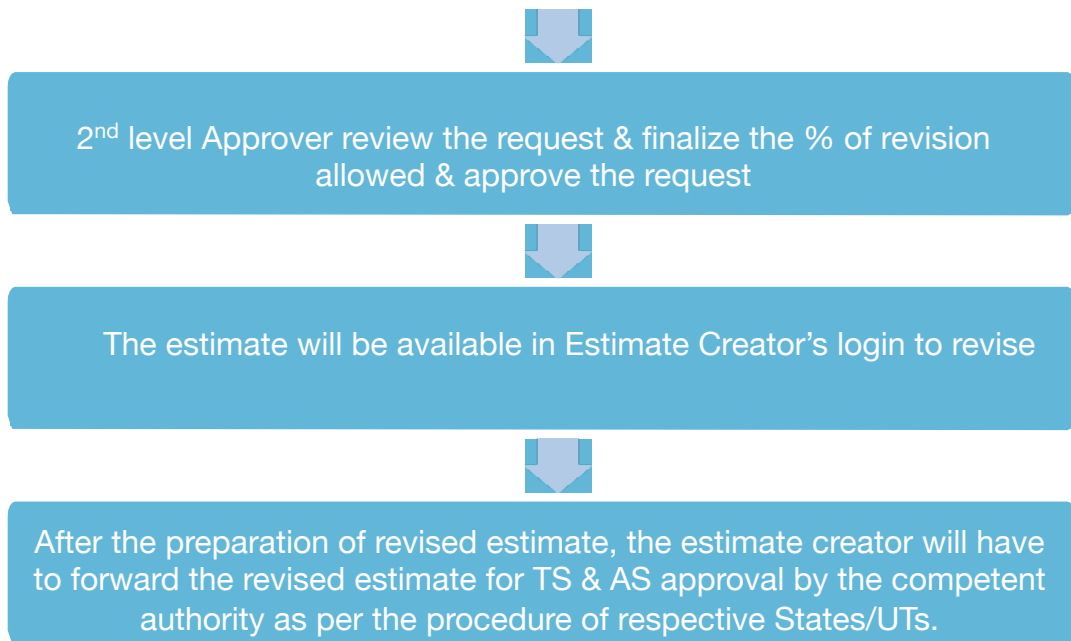 2nd level Approver review the request & finalize the % of revision
allowed & approve the request
The estimate will be available in Estimate Creator’s login to revise
After the preparation of revised estimate, the estimate creator will have
to forward the revised estimate for TS & AS approval by the competent
authority as per the procedure of respective States/UTs.